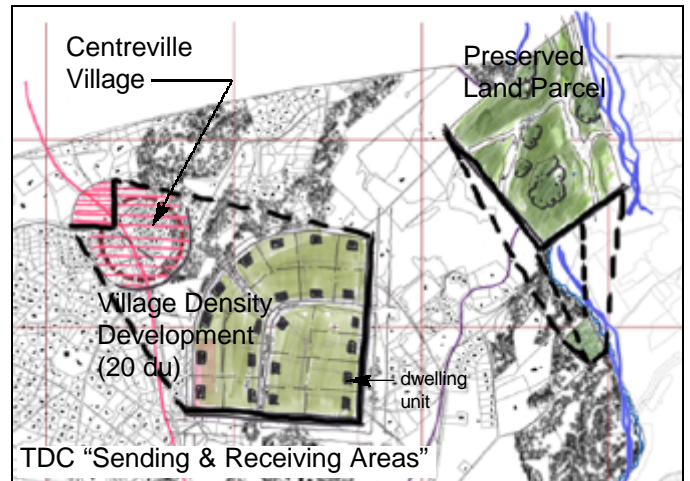 Centreville
Village
Preserved
Land Parcel
Village Density
Development
(20 du)
dwelling
unit
TDC “Sending & Receiving Areas”